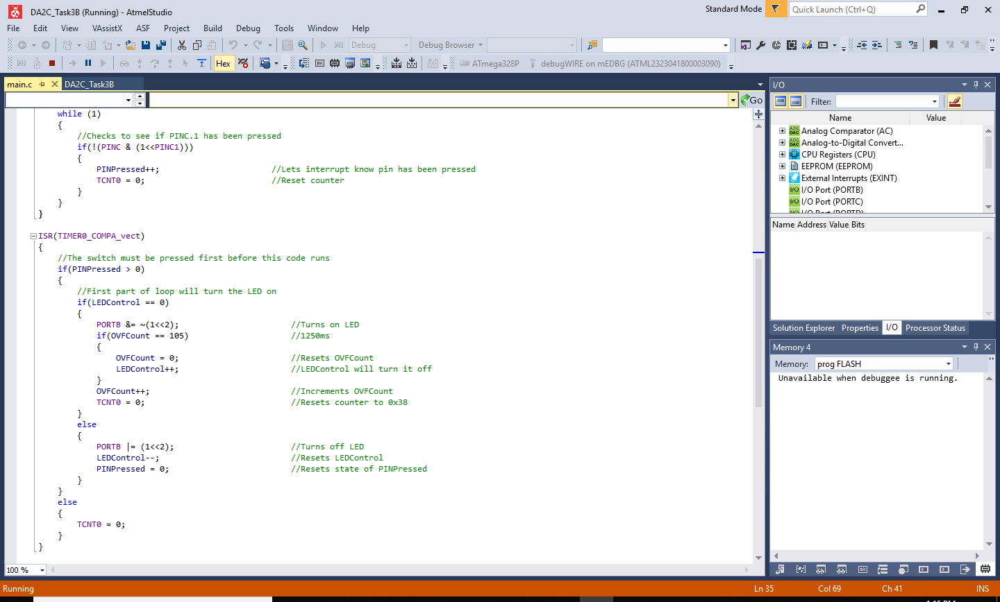 DA2C_Task3B (Running) - AtmelStudio
Standard Mode
Quick Launch (Ctrl+Q)
File Edit View VAssistX ASF Project Build Debug Tools Window Help
Debug Debug Browser
Hex ATmega328P debugWIRE on mEDBG (ATML2323041800003090)
main.c DA2C_Task3B
Go
while (1)
{
//Checks to see if PINC.1 has been pressed
if(!(PINC & (1<<PINC1)))
{
PINPressed++; //Lets interrupt know pin has been pressed
TCNT0 = 0; //Reset counter
}
}
}
ISR(TIMER0_COMPA_vect)
{
//The switch must be pressed first before this code runs
if(PINPressed > 0)
{
//First part of loop will turn the LED on
if(LEDControl == 0)
{
PORTB &= ~(1<<2); //Turns on LED
if(OVFCount == 105) //1250ms
{
OVFCount = 0; //Resets OVFCount
LEDControl++; //LEDControl will turn it off
}
OVFCount++; //Increments OVFCount
TCNT0 = 0; //Resets counter to 0x38
}
else
{
PORTB |= (1<<2); //Turns off LED
LEDControl--; //Resets LEDControl
PINPressed = 0; //Resets state of PINPressed
}
}
else
{
TCNT0 = 0;
}
}
100 %
I/O
Filter:
Name Value
Analog Comparator (AC)
Analog-to-Digital Convert...
CPU Registers (CPU)
EEPROM (EEPROM)
External Interrupts (EXINT)
I/O I/O Port (PORTB)
I/O I/O Port (PORTC)
I/O I/O Port (PORTD)
Name Address Value Bits
Solution Explorer Properties I/O Processor Status
Memory 4
Memory: prog FLASH
Unavailable when debuggee is running.
Running Ln 35 Col 69 Ch 41 INS
1:15 PM